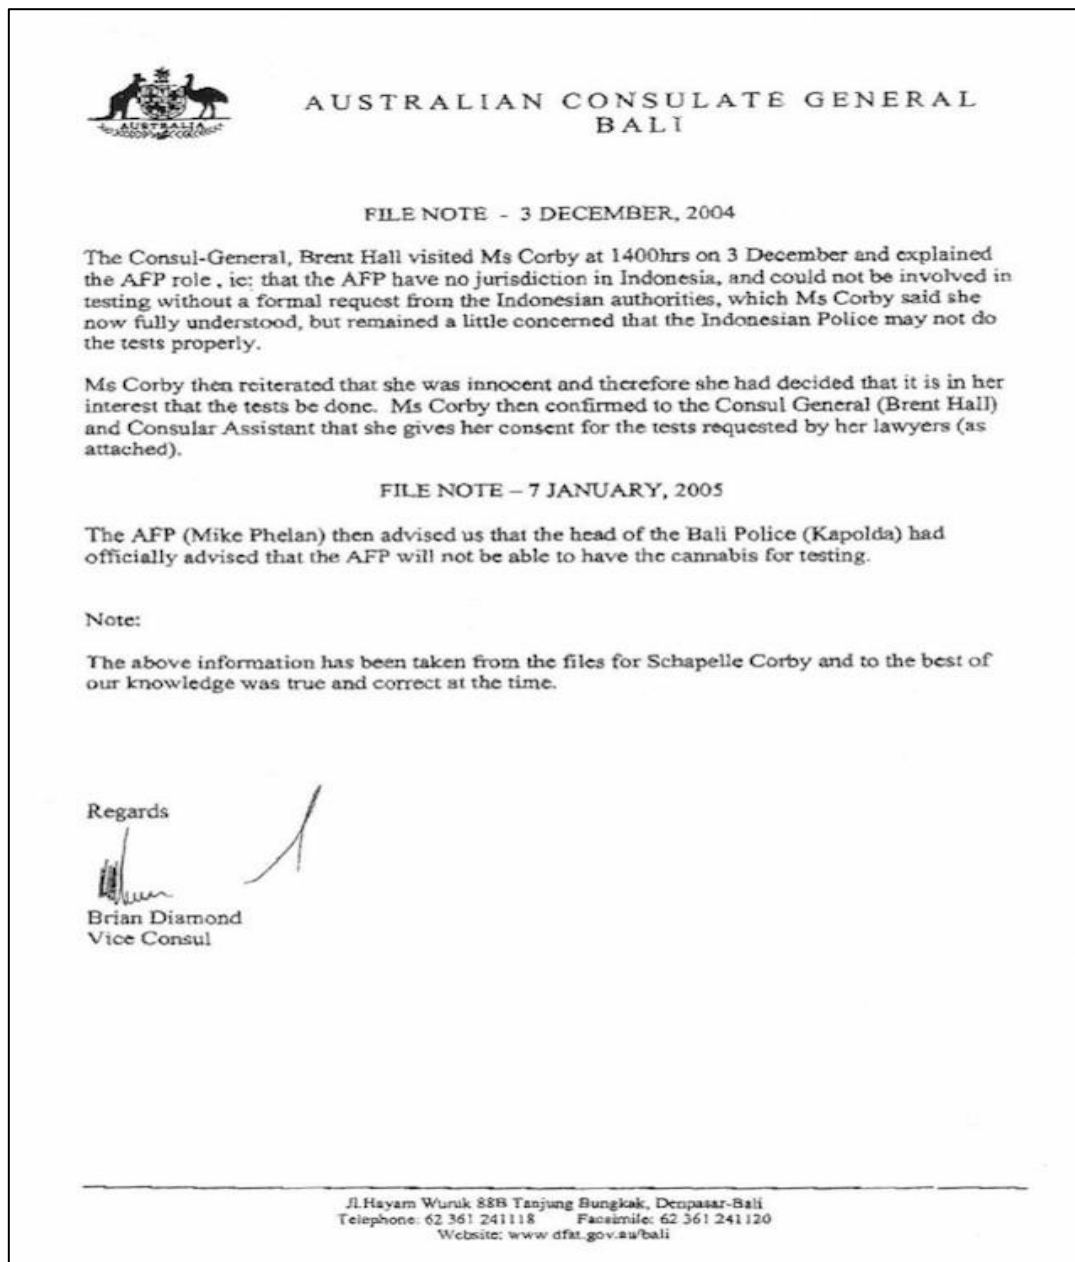 AUSTRALIA
AUSTRALIAN CONSULATE GENERAL
BALI
FILE NOTE - 3 DECEMBER, 2004
The Consul-General, Brent Hall visited Ms Corby at 1400hrs on 3 December and explained
the AFP role , ie: that the AFP have no jurisdiction in Indonesia, and could not be involved in
testing without a formal request from the Indonesian authorities, which Ms Corby said she
now fully understood, but remained a little concerned that the Indonesian Police may not do
the tests properly.
Ms Corby then reiterated that she was innocent and therefore she had decided that it is in her
interest that the tests be done. Ms Corby then confirmed to the Consul General (Brent Hall)
and Consular Assistant that she gives her consent for the tests requested by her lawyers (as
attached).
FILE NOTE – 7 JANUARY, 2005
The AFP (Mike Phelan) then advised us that the head of the Bali Police (Kapolda) had
officially advised that the AFP will not be able to have the cannabis for testing.
Note:
The above information has been taken from the files for Schapelle Corby and to the best of
our knowledge was true and correct at the time.
Regards
Brian Diamond
Vice Consul
Jl.Hayam Wuruk 88B Tanjung Bungkak, Denpasar-Bali
Telephone: 62 361 241118 Facsimile: 62 361 241120
Website: www dfat.gov.au/bali